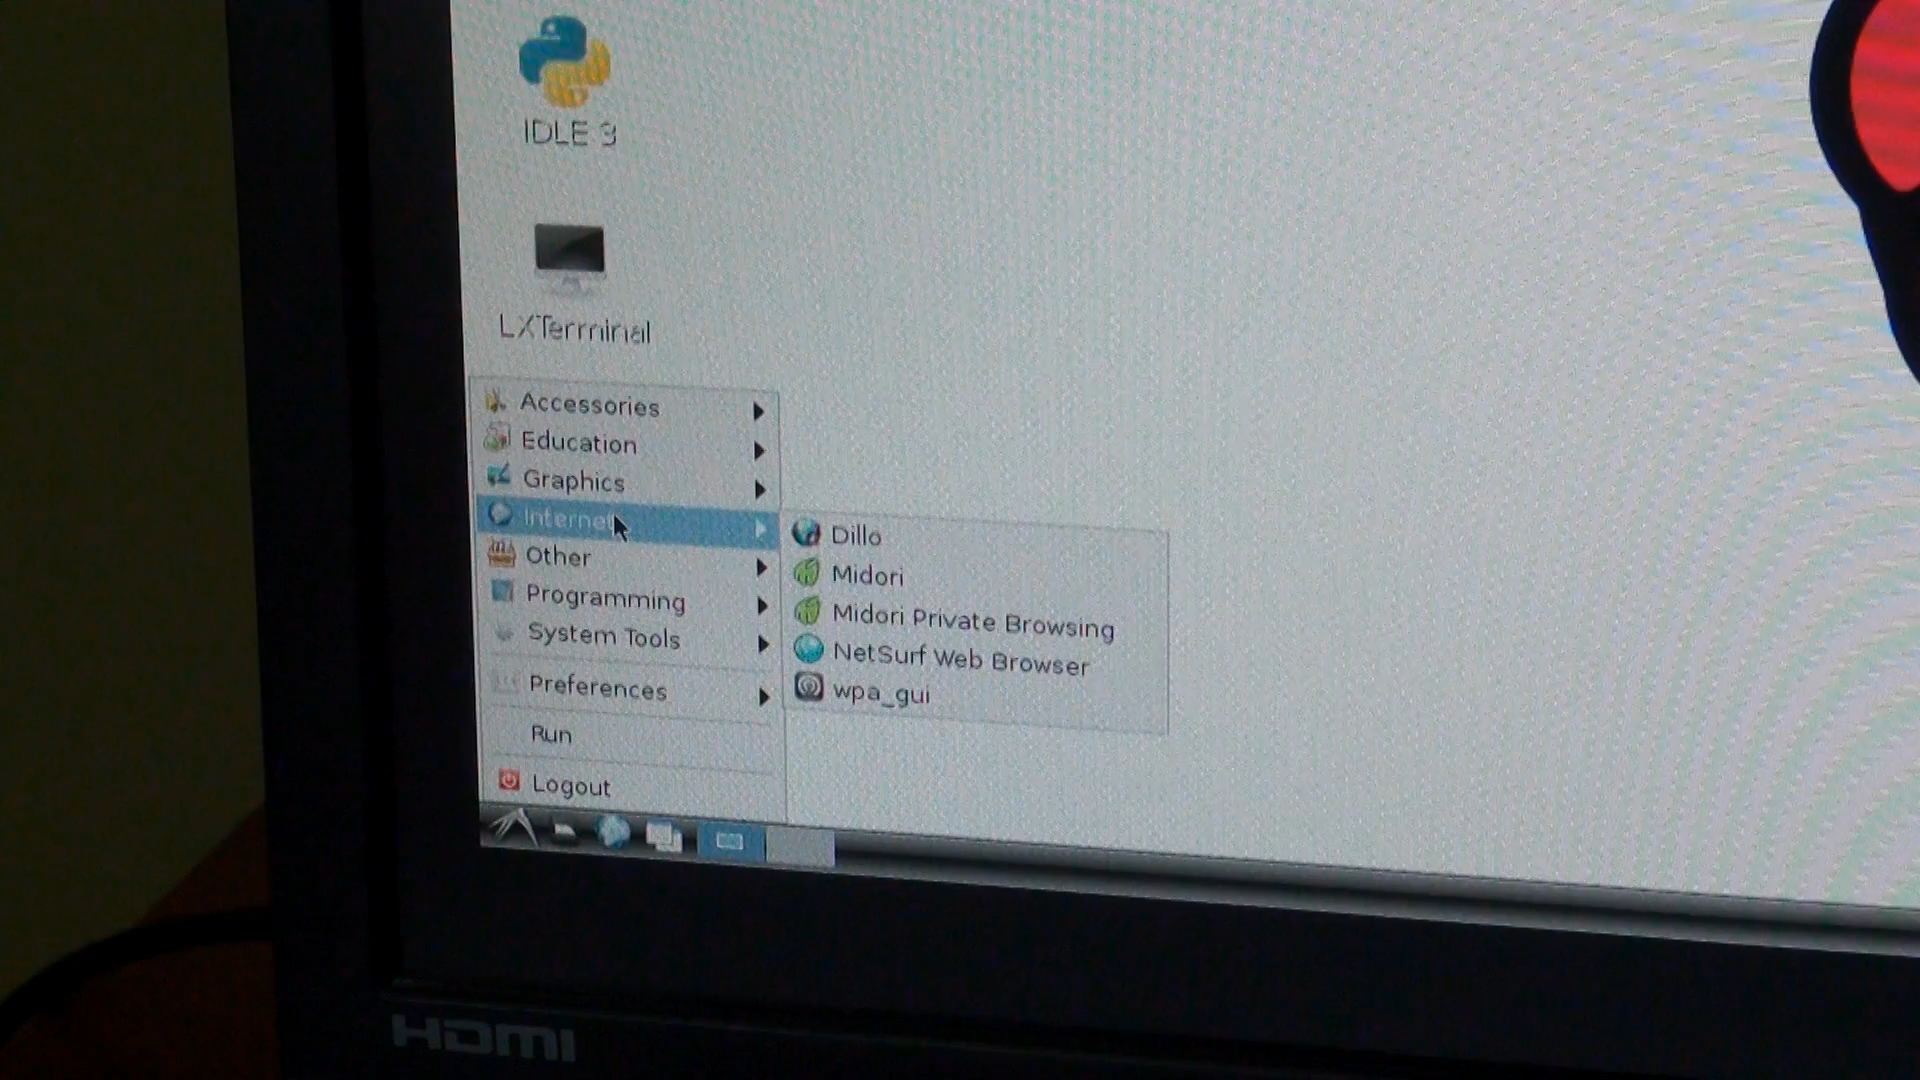 IDLE 3
LXTerminal
Accessories
Education
Graphics
Internet
Other
Programming
System Tools
Preferences
Run
Logout
Dillo
Midori
Midori Private Browsing
NetSurf Web Browser
wpa_gui
HDMI